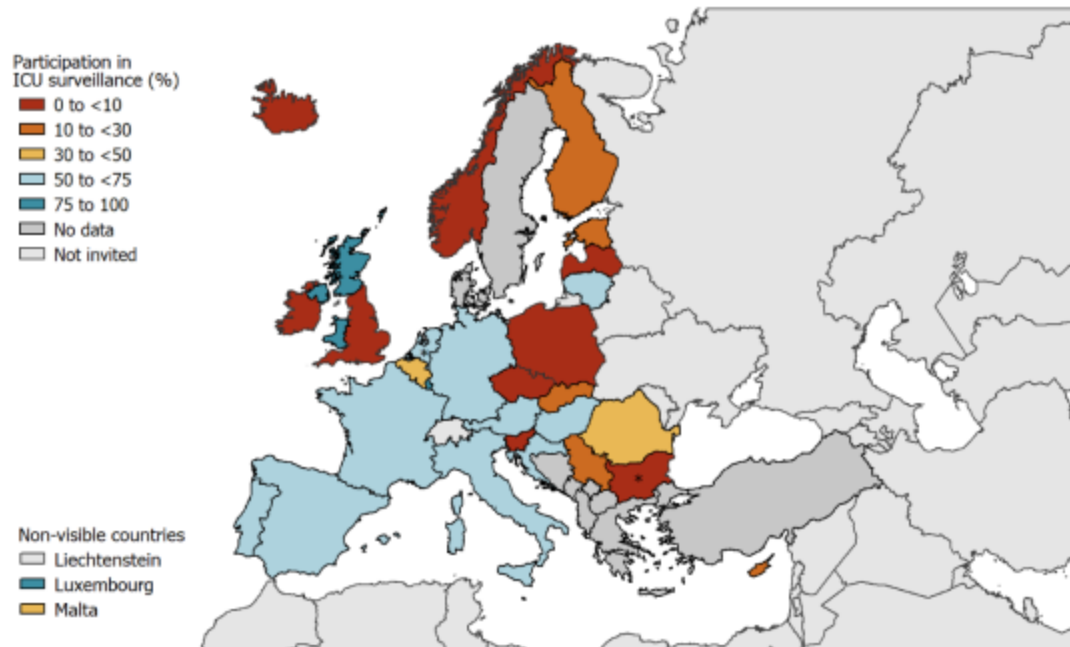 Participation in
ICU surveillance (%)
0 to <10
10 to <30
30 to <50
50 to <75
75 to 100
No data
Not invited
*
Non-visible countries
Liechtenstein
Luxembourg
Malta